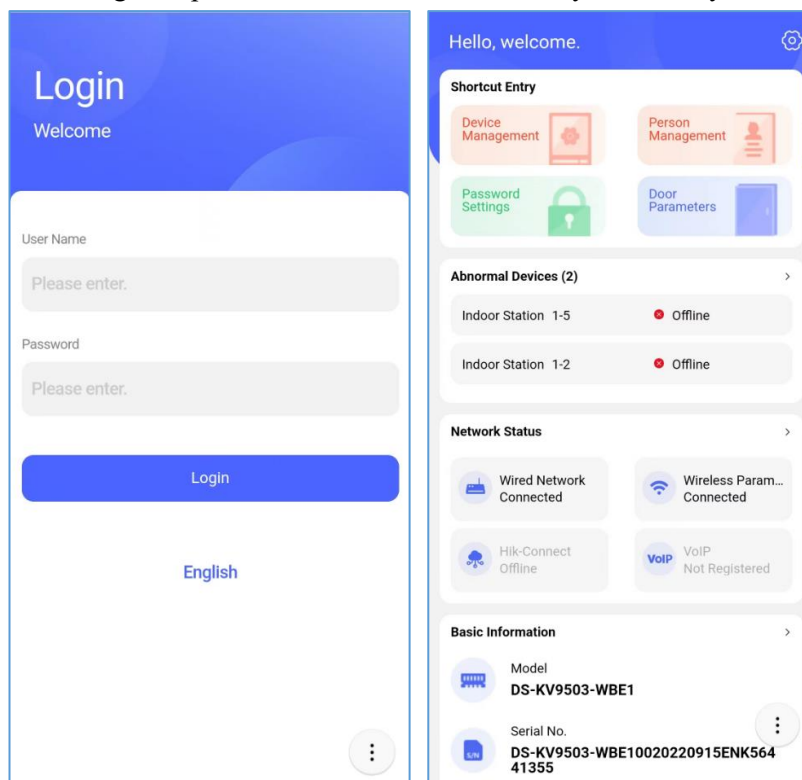 Login
Welcome
User Name
Please enter.
Password
Please enter.
Login
English
Hello, welcome.
Shortcut Entry
Device
Management
Person
Management
Password
Settings
Door
Parameters
Abnormal Devices (2)
Indoor Station 1-5
Offline
Indoor Station 1-2
Offline
Network Status
Wired Network
Connected
Wireless Param...
Connected
Hik-Connect
Offline
VoIP
VoIP
Not Registered
Basic Information
Model
DS-KV9503-WBE1
Serial No.
S/N
DS-KV9503-WBE10020220915ENK564
41355